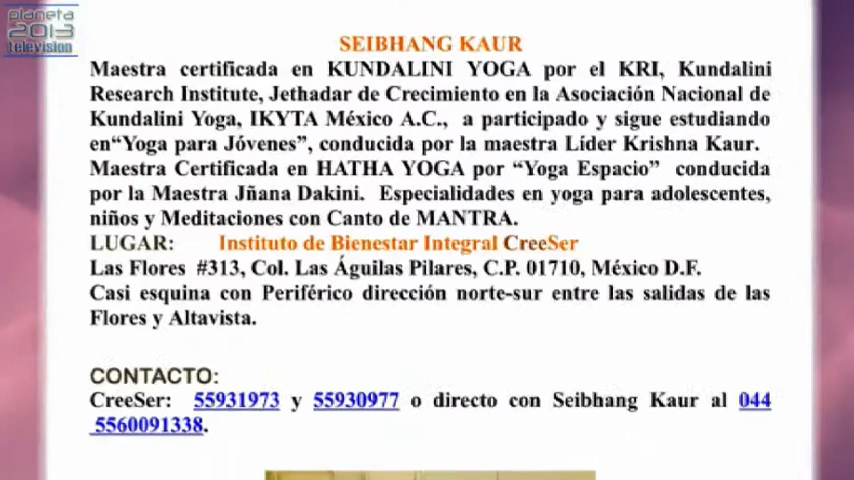 planeta
2013
television
SEIBHANG KAUR
Maestra certificada en KUNDALINI YOGA por el KRI, Kundalini
Research Institute, Jethadar de Crecimiento en la Asociación Nacional de
Kundalini Yoga, IKYTA México A.C., a participado y sigue estudiando
en“Yoga para Jóvenes”, conducida por la maestra Líder Krishna Kaur.
Maestra Certificada en HATHA YOGA por “Yoga Espacio” conducida
por la Maestra Jñana Dakini. Especialidades en yoga para adolescentes,
niños y Meditaciones con Canto de MANTRA.
LUGAR: Instituto de Bienestar Integral CreeSer
Las Flores #313, Col. Las Águilas Pilares, C.P. 01710, México D.F.
Casi esquina con Periférico dirección norte-sur entre las salidas de las
Flores y Altavista.
CONTACTO:
CreeSer: 55931973 y 55930977 o directo con Seibhang Kaur al 044
5560091338.